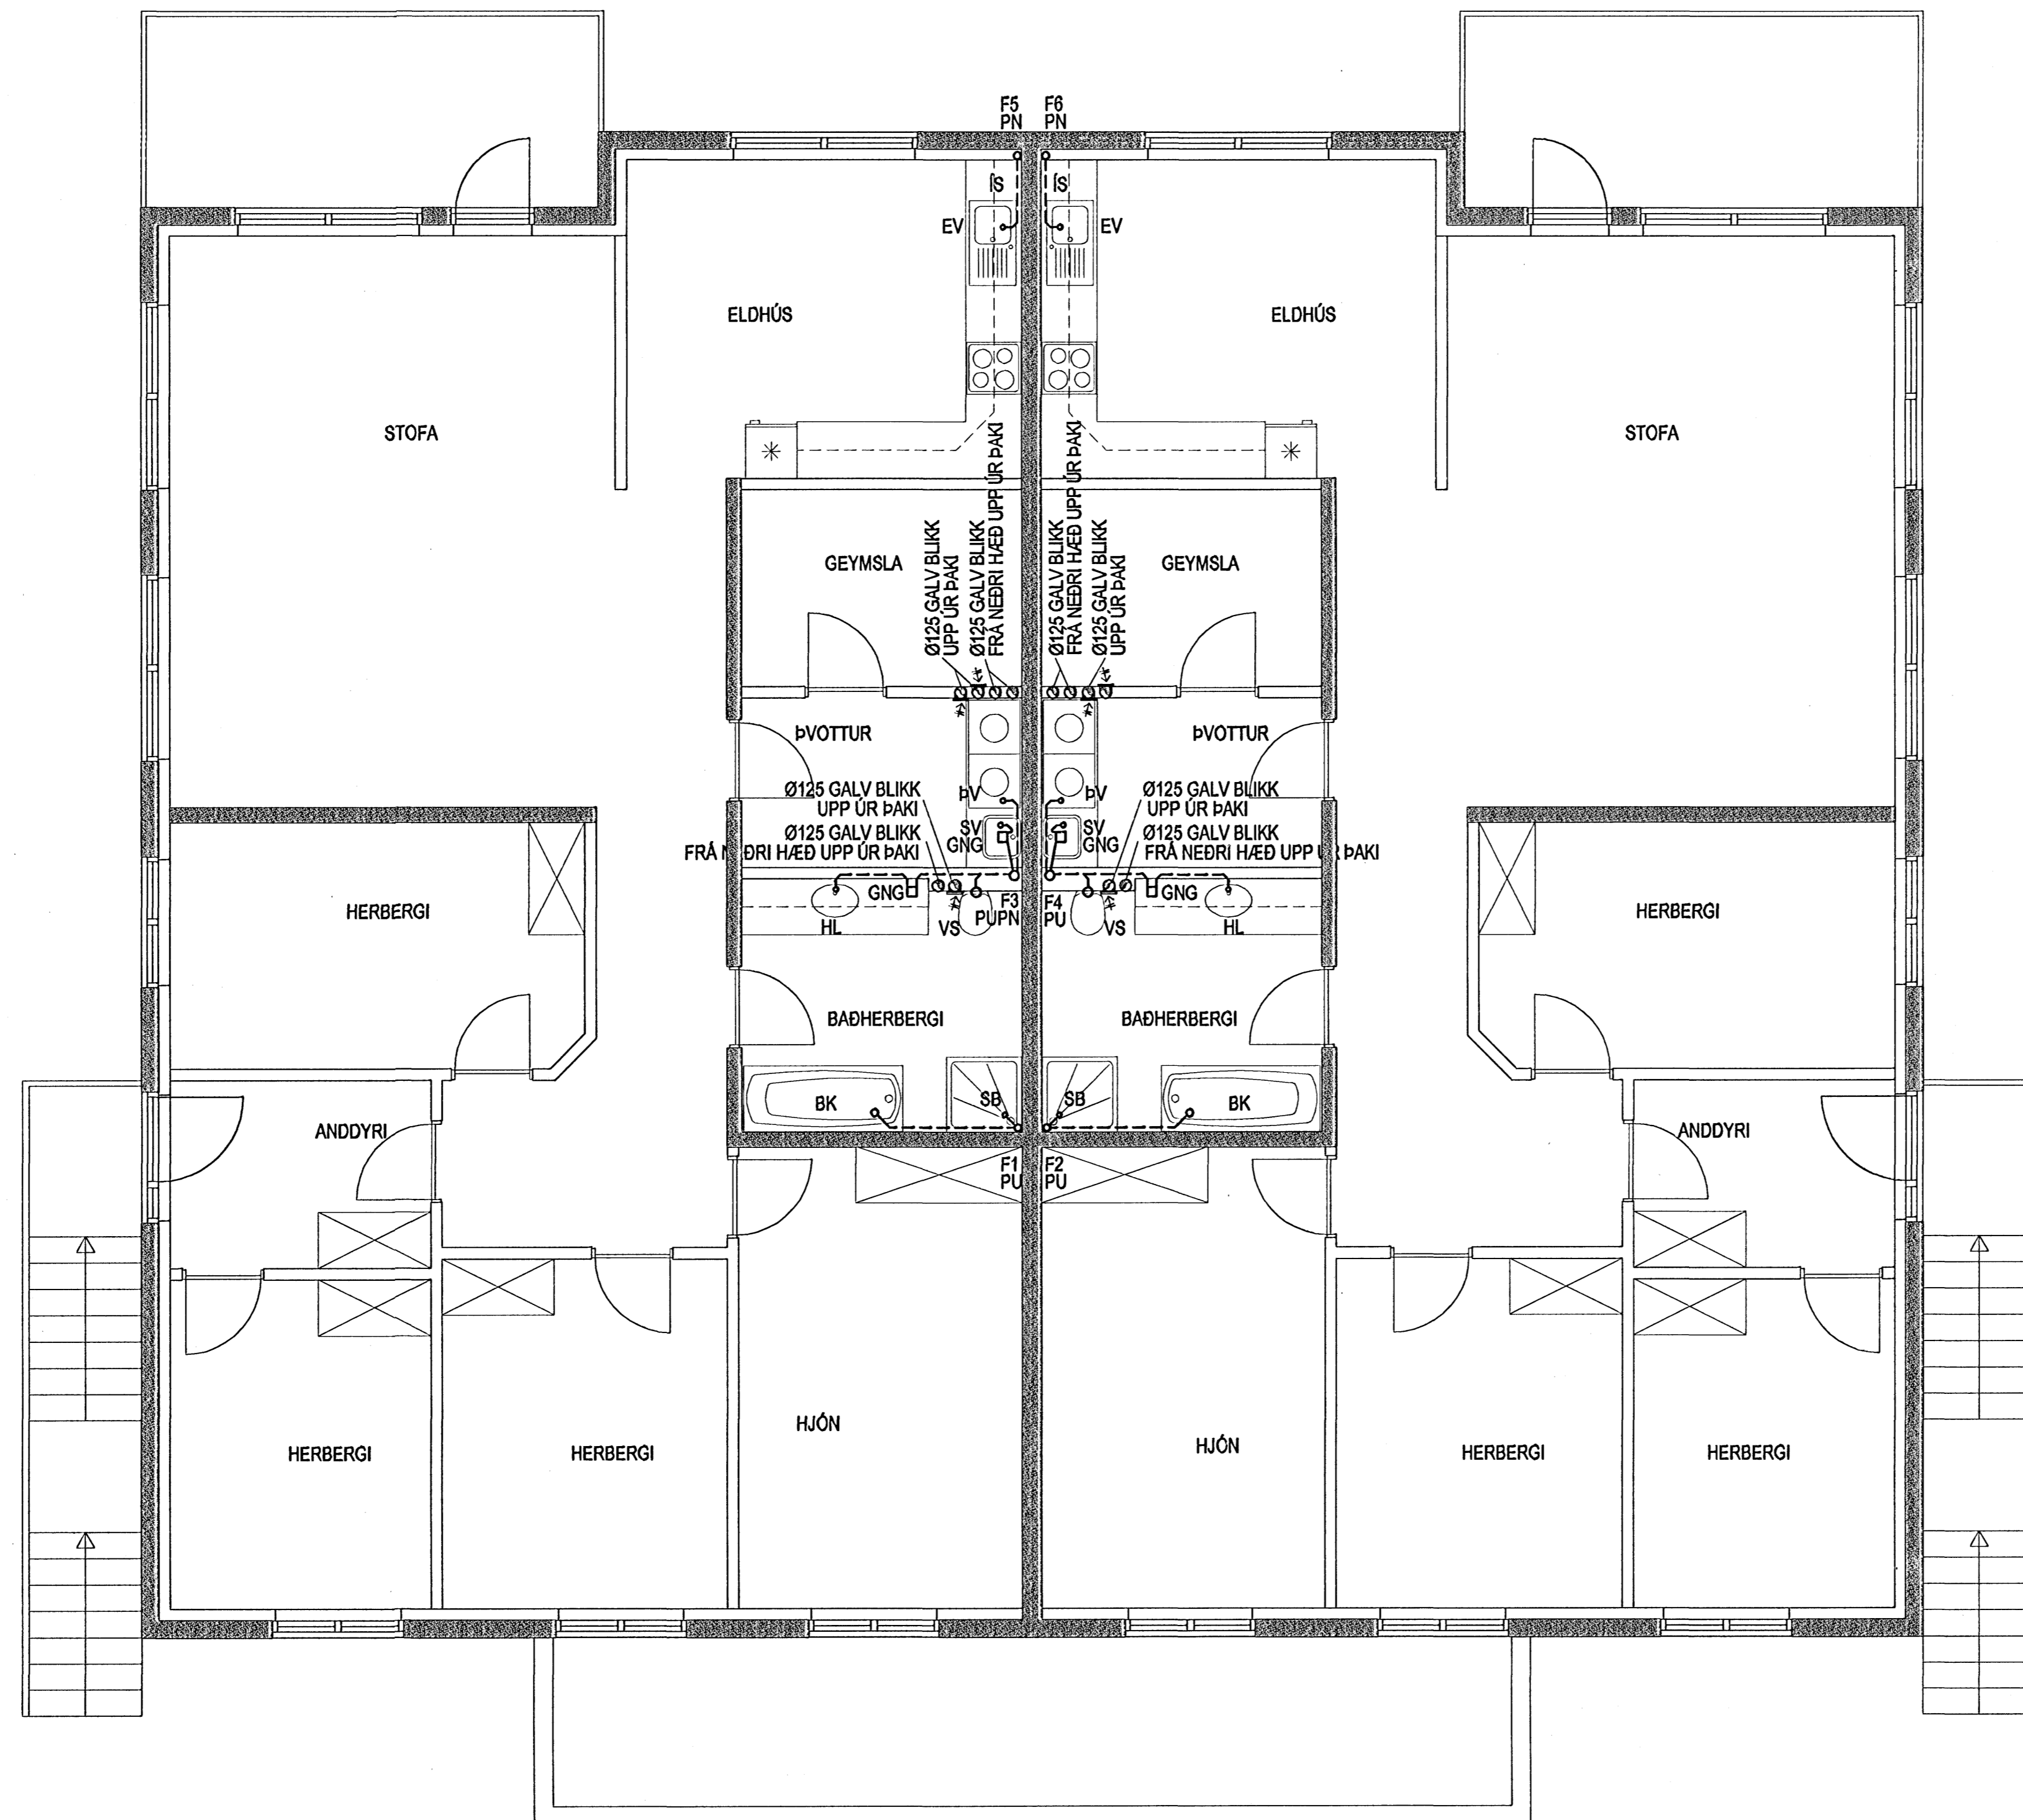 F5
PN
F6
PN
ÍS
ÍS
EV
EV
ELDHÚS
ELDHÚS
STOFA
STOFA
Ø125 GALV BLIKK
UPP ÚR ÞAKI
Ø125 GALV BLIKK
FRÁ NEÐRI HÆÐ UPP ÚR ÞAKI
Ø125 GALV BLIKK
FRÁ NEÐRI HÆÐ UPP ÚR ÞAKI
Ø125 GALV BLIKK
UPP ÚR ÞAKI
GEYMSLA
GEYMSLA
ÞVOTTUR
ÞVOTTUR
Ø125 GALV BLIKK
UPP ÚR ÞAKI
ÞV
ÞV
Ø125 GALV BLIKK
UPP ÚR ÞAKI
Ø125 GALV BLIKK
FRÁ NEÐRI HÆÐ UPP ÚR ÞAKI
SV
GNG
SV
GNG
Ø125 GALV BLIKK
FRÁ NEÐRI HÆÐ UPP ÚR ÞAKI
GNG
GNG
HERBERGI
HL
VS
F3
PUPN
F4
PU
VS
HL
HERBERGI
BAÐHERBERGI
BAÐHERBERGI
BK
SB
SB
BK
ANDDYRI
ANDDYRI
F1
PU
F2
PU
HJÓN
HJÓN
HERBERGI
HERBERGI
HERBERGI
HERBERGI